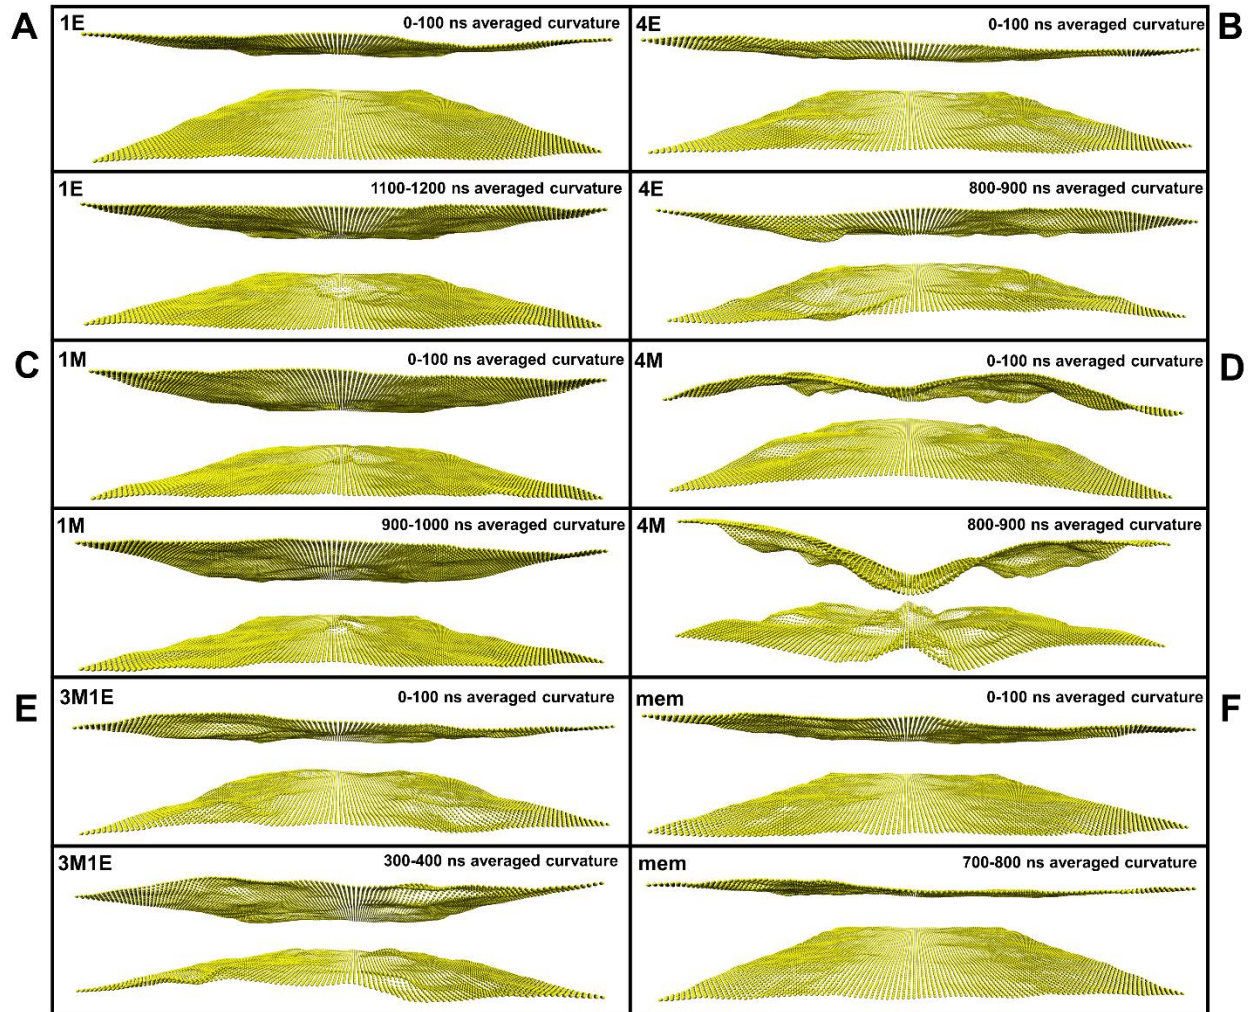 A
1E 0-100 ns averaged curvature
4E 0-100 ns averaged curvature
B
1E 1100-1200 ns averaged curvature
4E 800-900 ns averaged curvature
C
1M 0-100 ns averaged curvature
4M 0-100 ns averaged curvature
D
1M 900-1000 ns averaged curvature
4M 800-900 ns averaged curvature
E
3M1E 0-100 ns averaged curvature
mem 0-100 ns averaged curvature
F
3M1E 300-400 ns averaged curvature
mem 700-800 ns averaged curvature